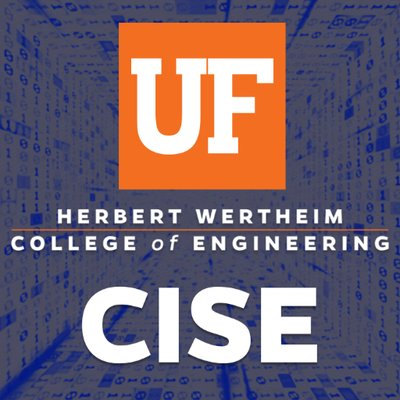 UF
HERBERT WERTHEIM
COLLEGE of ENGINEERING
CISE